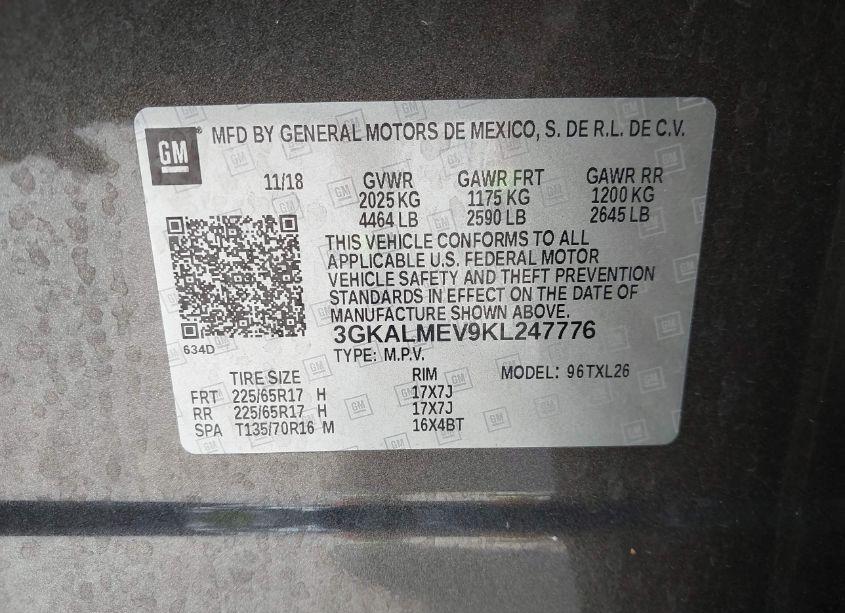 GM
MFD BY GENERAL MOTORS DE MEXICO, S. DE R.L. DE C.V.
11/18 GVWR GAWR FRT GAWR RR
2025 KG 1175 KG 1200 KG
4464 LB 2590 LB 2645 LB
THIS VEHICLE CONFORMS TO ALL
APPLICABLE U.S. FEDERAL MOTOR
VEHICLE SAFETY AND THEFT PREVENTION
STANDARDS IN EFFECT ON THE DATE OF
MANUFACTURE SHOWN ABOVE.
3GKALMEV9KL247776
634D
TYPE: M.P.V.
TIRE SIZE RIM MODEL: 96TXL26
FRT 225/65R17 H 17X7J
RR 225/65R17 H 17X7J
SPA T135/70R16 M 16X4BT